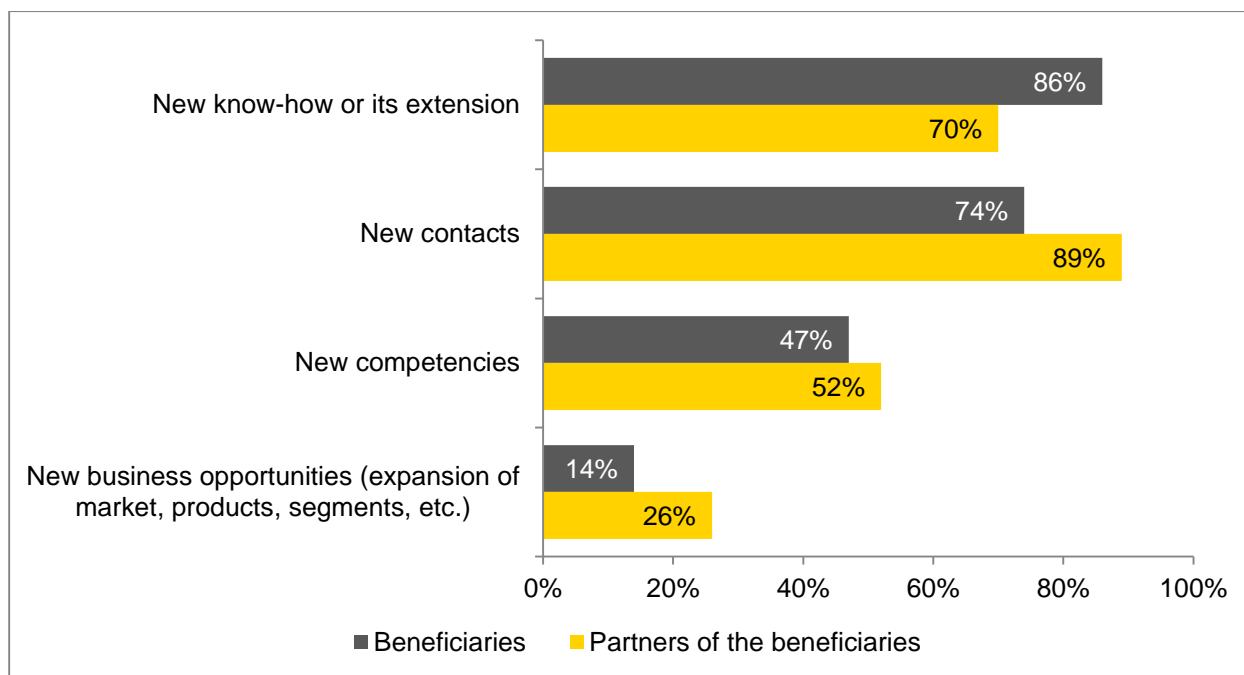 New know-how or its extension
86%
70%
New contacts
74%
89%
New competencies
47%
52%
New business opportunities (expansion of
market, products, segments, etc.)
14%
26%
0% 20% 40% 60% 80% 100%
Beneficiaries Partners of the beneficiaries